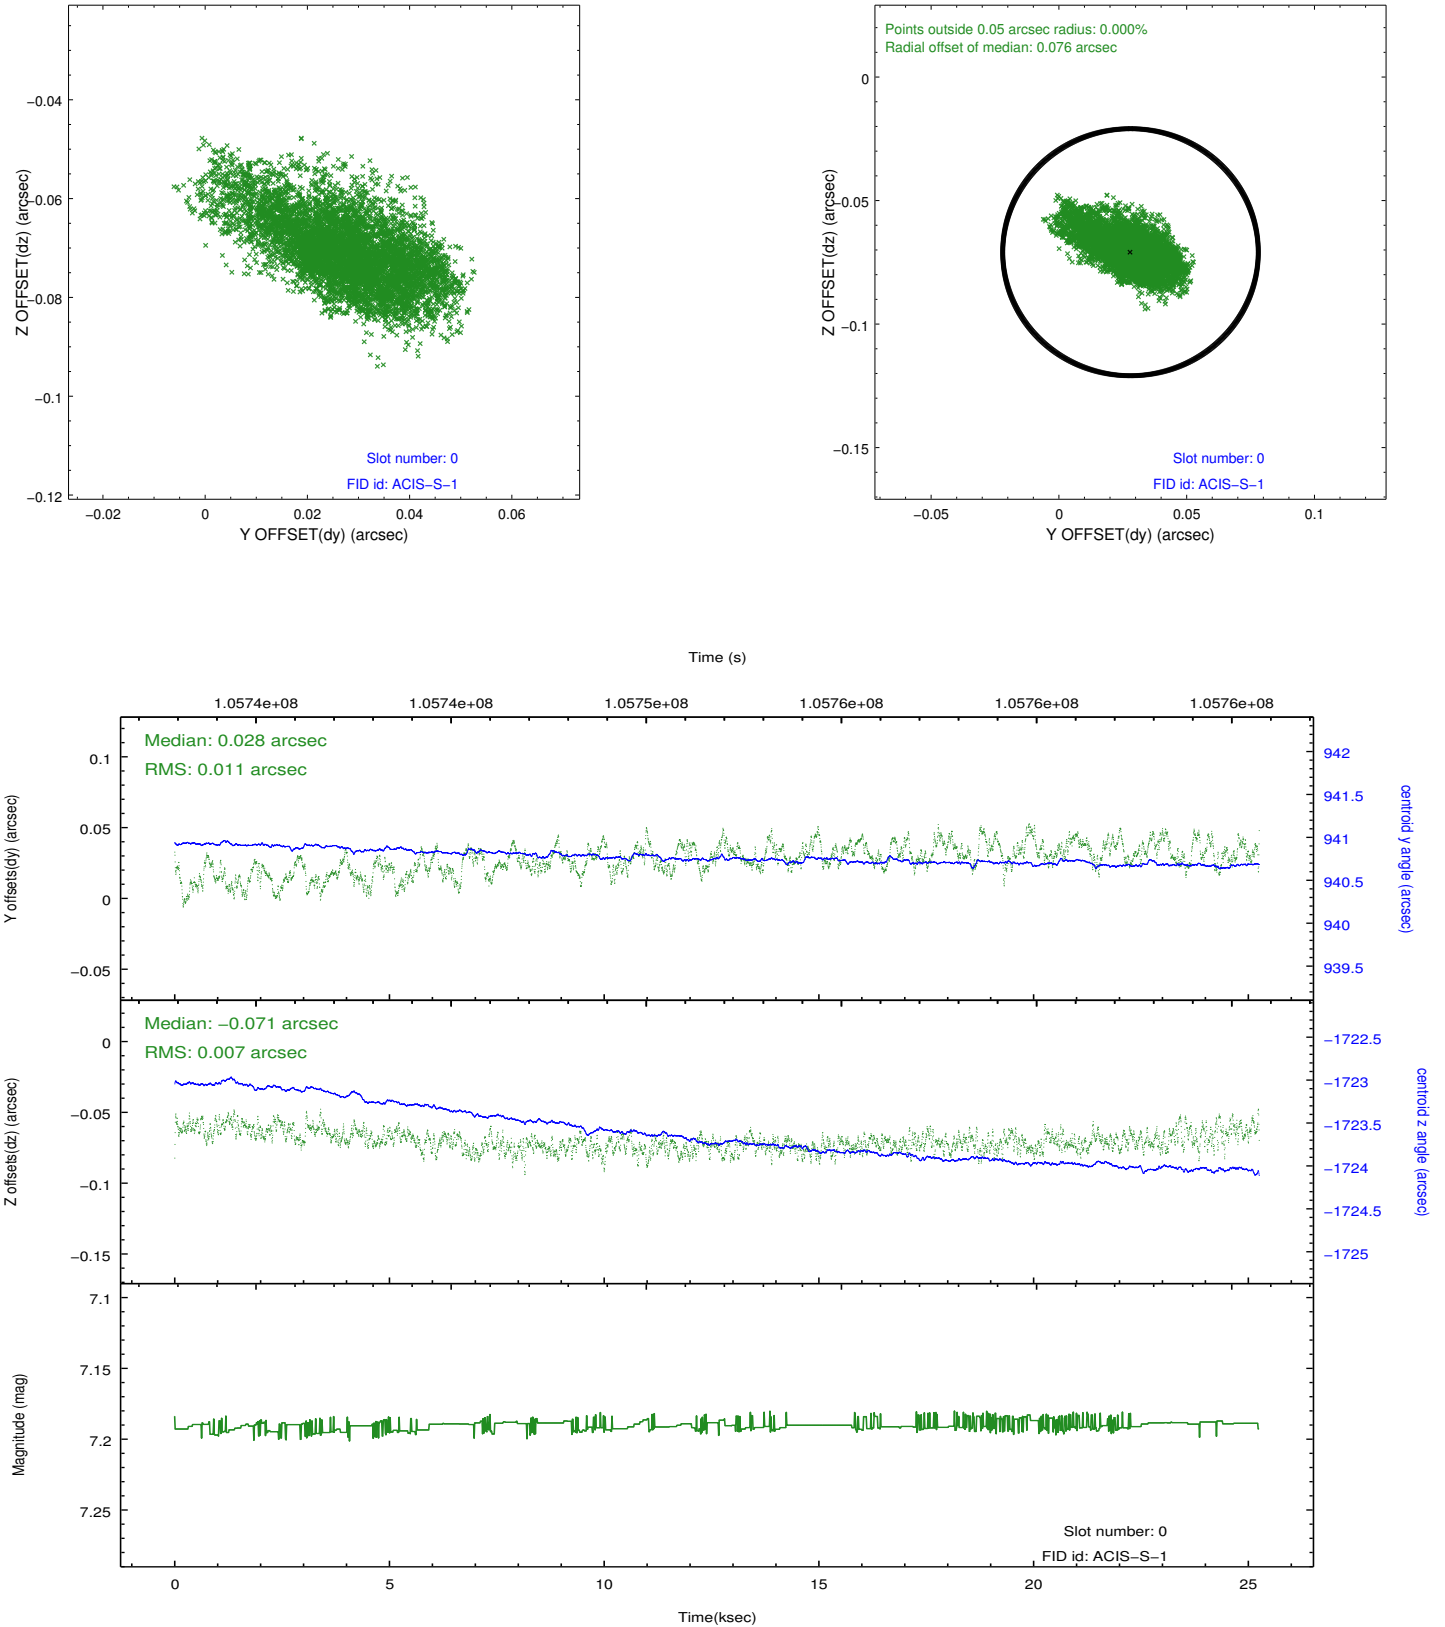 −0.04
−0.06
−0.08
−0.1
−0.12
Z OFFSET(dz) (arcsec)
Slot number: 0
FID id: ACIS−S−1
−0.02 0 0.02 0.04 0.06
Y OFFSET(dy) (arcsec)
Points outside 0.05 arcsec radius: 0.000%
Radial offset of median: 0.076 arcsec
0
−0.05
−0.1
−0.15
Z OFFSET(dz) (arcsec)
Slot number: 0
FID id: ACIS−S−1
−0.05 0 0.05 0.1
Y OFFSET(dy) (arcsec)
Time (s)
1.0574e+08 1.0574e+08 1.0575e+08 1.0576e+08 1.0576e+08 1.0576e+08
Median: 0.028 arcsec
RMS: 0.011 arcsec
0.1
0.05
0
−0.05
Y offsets(dy) (arcsec)
942
941.5
941
940.5
940
939.5
centroid y angle (arcsec)
Median: −0.071 arcsec
RMS: 0.007 arcsec
0
−0.05
−0.1
−0.15
Z offsets(dz) (arcsec)
−1722.5
−1723
−1723.5
−1724
−1724.5
−1725
centroid z angle (arcsec)
7.1
7.15
7.2
7.25
Magnitude (mag)
Slot number: 0
FID id: ACIS−S−1
0 5 10 15 20 25
Time(ksec)